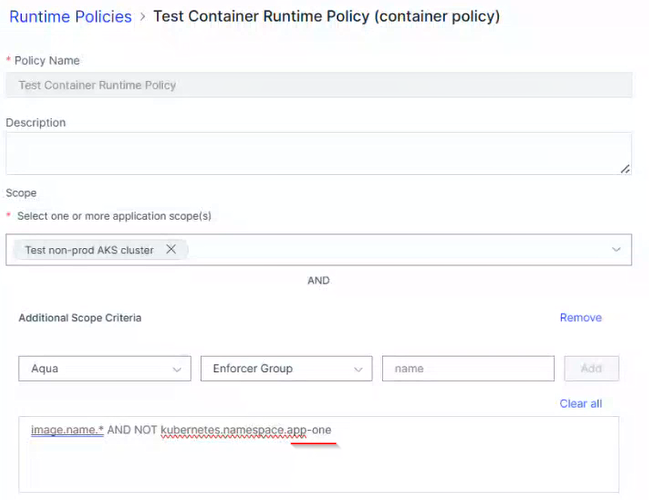 Runtime Policies > Test Container Runtime Policy (container policy)
* Policy Name
Test Container Runtime Policy
Description
Scope
* Select one or more application scope(s)
Test non-prod AKS cluster
AND
Additional Scope Criteria Remove
Aqua Enforcer Group name Add
Clear all
image.name.* AND NOT kubernetes.namespace.app-one